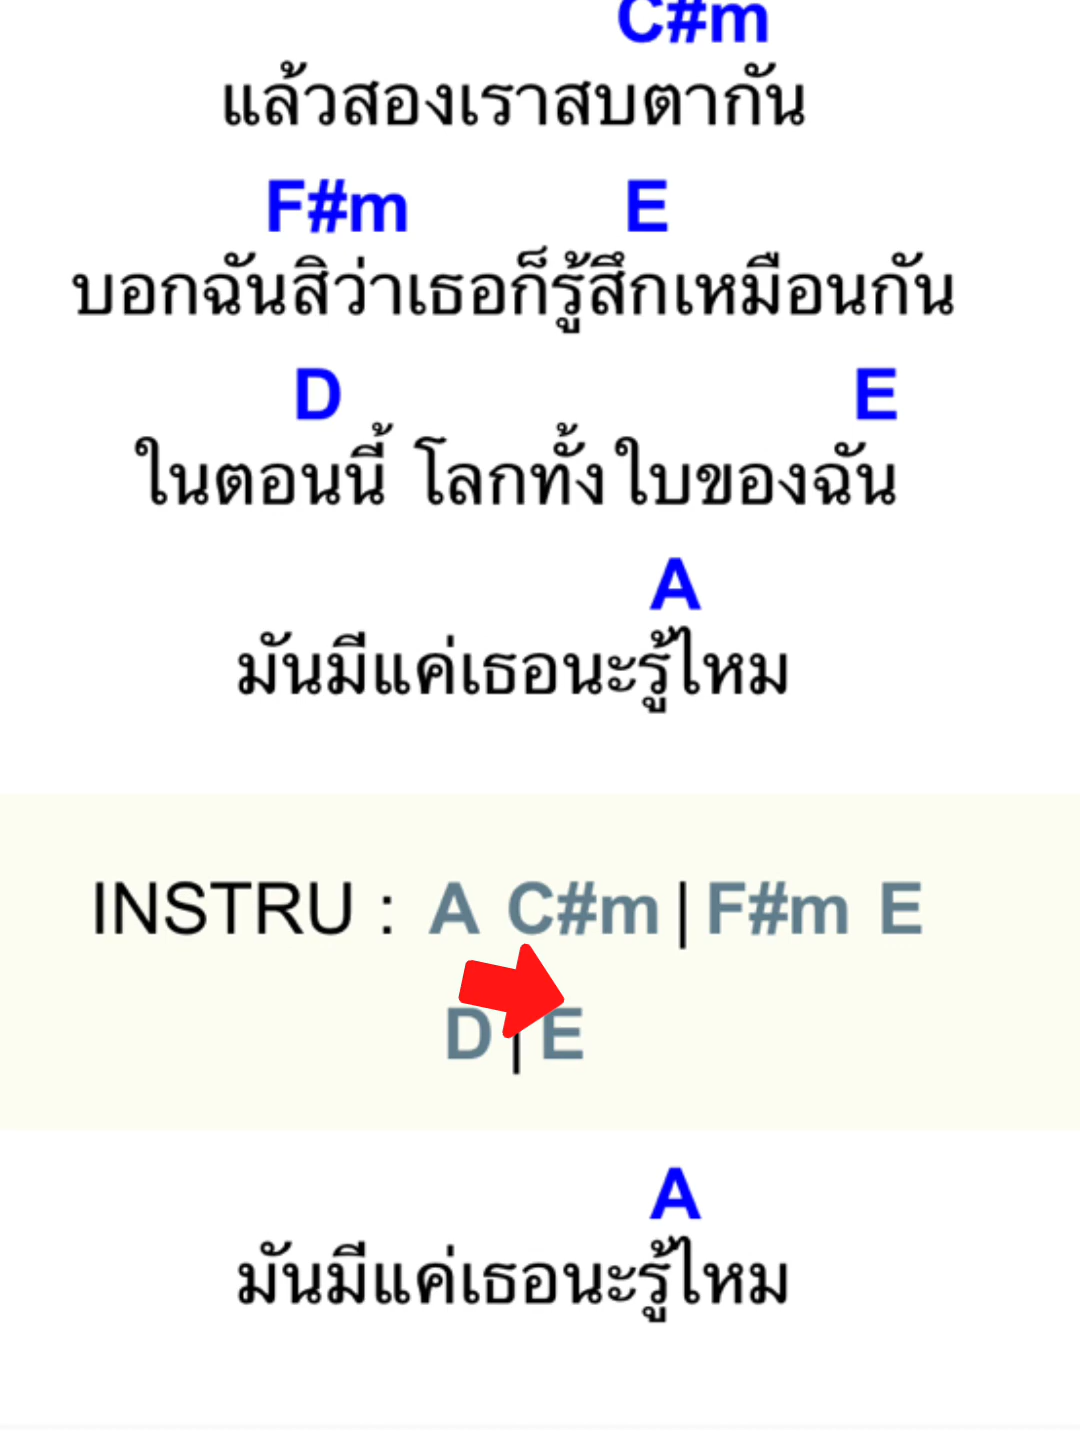 C#m
แล้วสองเราสบตากัน
F#m E
บอกฉันสิว่าเธอก็รู้สึกเหมือนกัน
D E
ในตอนนี้ โลกทั้งใบของฉัน
A
มันมีแค่เธอนะรู้ไหม
INSTRU : A C#m | F#m E
D | E
A
มันมีแค่เธอนะรู้ไหม